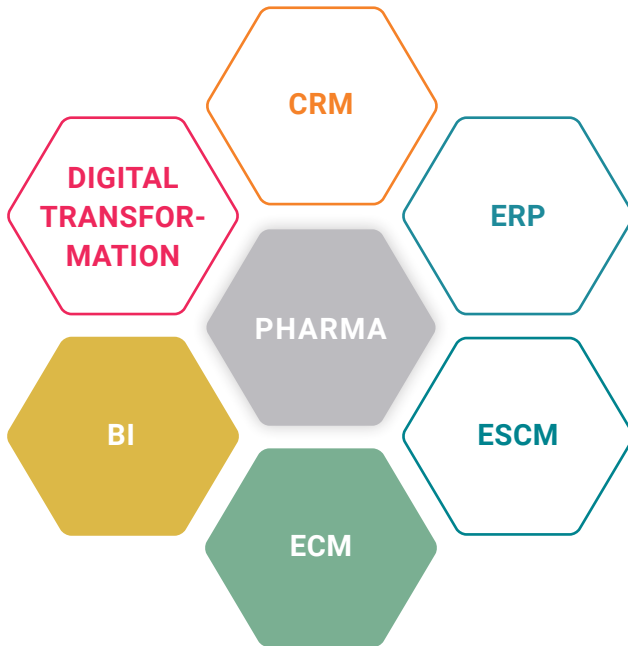 CRM
DIGITAL
TRANSFOR-
MATION
ERP
PHARMA
BI
ESCM
ECM